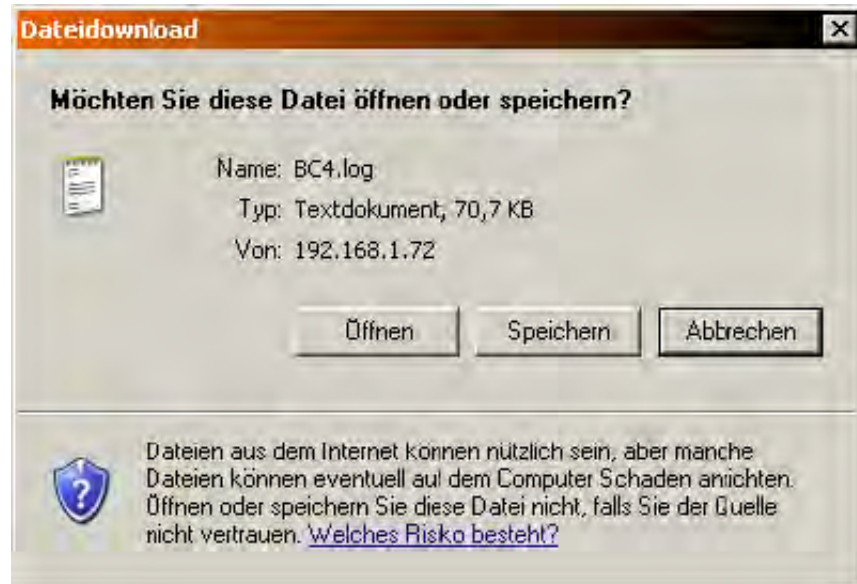 Dateidownload
Möchten Sie diese Datei öffnen oder speichern?
Name: BC4.log
Typ: Textdokument, 70,7 KB
Von: 192.168.1.72
Öffnen Speichern Abbrechen
Dateien aus dem Internet können nützlich sein, aber manche
Dateien können eventuell auf dem Computer Schaden anrichten.
Öffnen oder speichern Sie diese Datei nicht, falls Sie der Quelle
nicht vertrauen. Welches Risiko besteht?